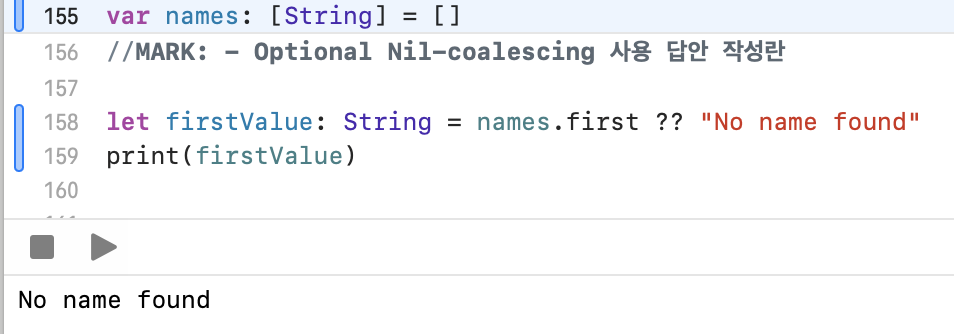 155 var names: [String] = []
156 //MARK: - Optional Nil-coalescing 사용 답안 작성란
157
158 let firstValue: String = names.first ?? "No name found"
159 print(firstValue)
160
No name found